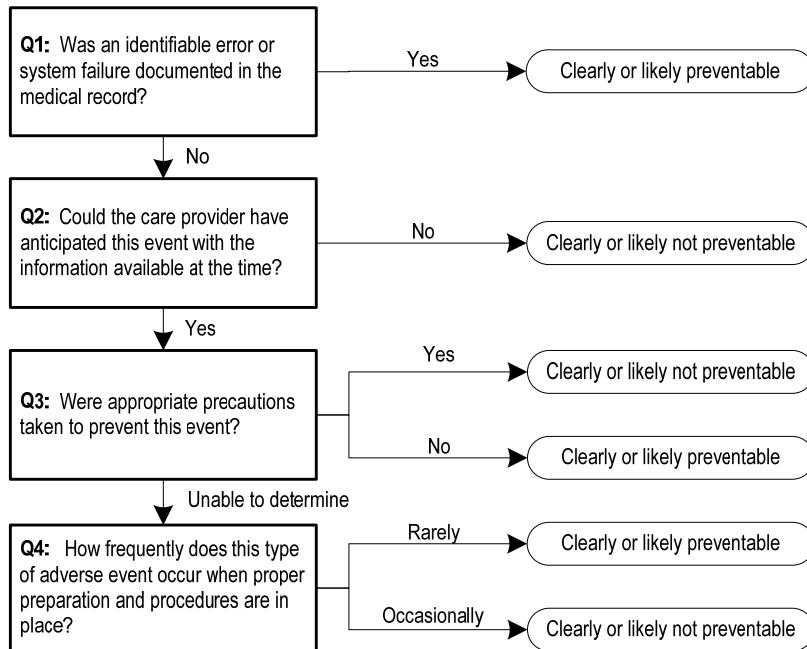 Q1: Was an identifiable error or
system failure documented in the
medical record?
Yes
Clearly or likely preventable
No
Q2: Could the care provider have
anticipated this event with the
information available at the time?
No
Clearly or likely not preventable
Yes
Q3: Were appropriate precautions
taken to prevent this event?
Yes
Clearly or likely not preventable
No
Clearly or likely preventable
Unable to determine
Q4: How frequently does this type
of adverse event occur when proper
preparation and procedures are in
place?
Rarely
Clearly or likely preventable
Occasionally
Clearly or likely not preventable